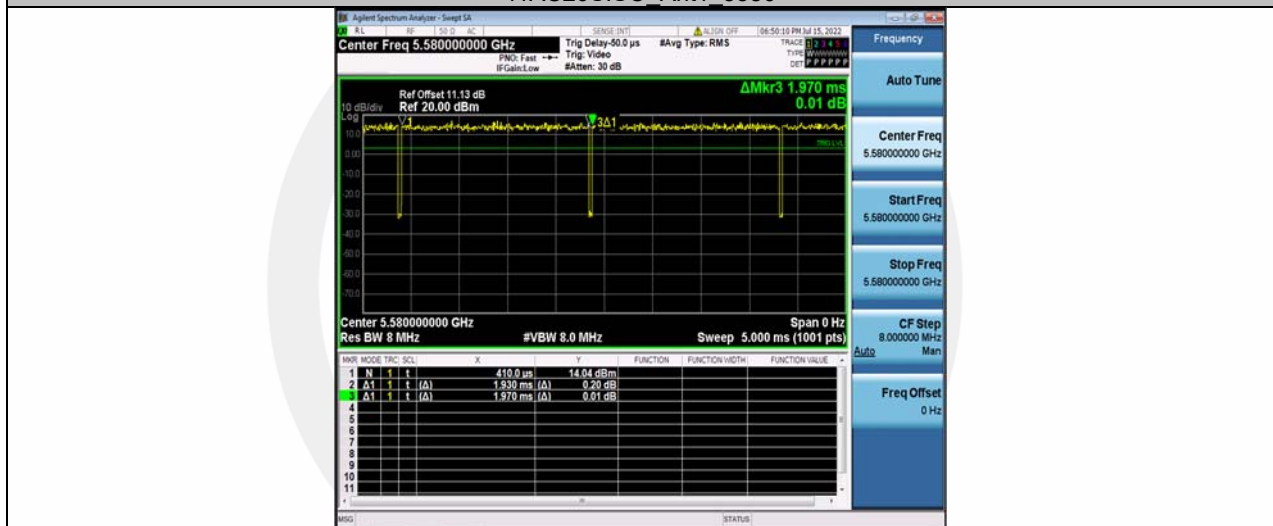 Agilent Spectrum Analyzer - Swept SA
RL RF 50 Ω AC SENSE:INT ALIGN OFF 06:50:10 PM Jul 15, 2022
Center Freq 5.580000000 GHz
Trig Delay-50.0 µs #Avg Type: RMS
TRACE 1 2 3 4 5 6
PNO: Fast Trig: Video
TYPE
IFGain:Low #Atten: 30 dB
DET P P P P P P
Frequency
Auto Tune
Ref Offset 11.13 dB
ΔMkr3 1.970 ms
10 dB/div Ref 20.00 dBm
0.01 dB
Log
1
3Δ1
TRIG LVL
10.0
0.00
-10.0
-20.0
-30.0
-40.0
-50.0
-60.0
-70.0
Center Freq
5.580000000 GHz
Start Freq
5.580000000 GHz
Stop Freq
5.580000000 GHz
Center 5.580000000 GHz
Span 0 Hz
Res BW 8 MHz #VBW 8.0 MHz Sweep 5.000 ms (1001 pts)
CF Step
8.000000 MHz
Auto Man
MKR MODE TRC SCL X Y FUNCTION FUNCTION WIDTH FUNCTION VALUE
1 N 1 t 410.0 µs 14.04 dBm
2 Δ1 1 t (Δ) 1.930 ms (Δ) 0.20 dB
3 Δ1 1 t (Δ) 1.970 ms (Δ) 0.01 dB
4
5
6
7
8
9
10
11
Freq Offset
0 Hz
MSG STATUS